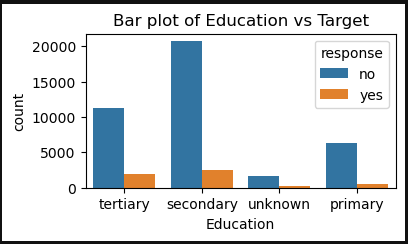 Bar plot of Education vs Target
response
no
yes
count
20000
15000
10000
5000
0
tertiary secondary unknown primary
Education